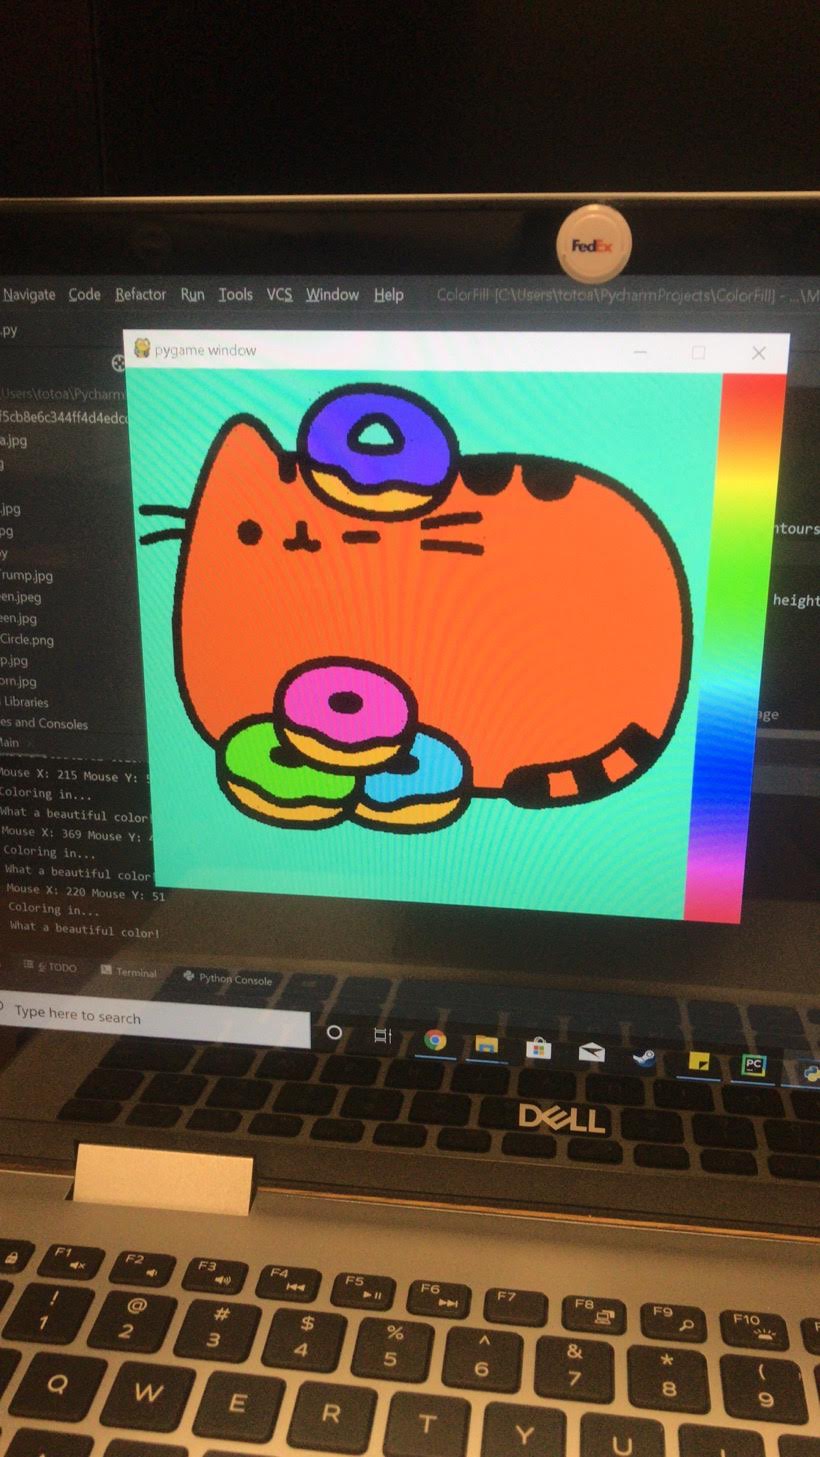 FedEx
Navigate Code Refactor Run Tools VCS Window Help ColorFill [C:\Users\totoa\PycharmProjects\ColorFill] - ...\M
.py
pygame window
Users\totoa\Pycharm
f5cb8e6c344ff4d4edc
a.jpg
.jpg
pg
ntours
Trump.jpg
een.jpeg
height
een.jpg
Circle.png
p.jpg
orn.jpg
Libraries
es and Consoles
age
Main
Mouse X: 215 Mouse Y:
Coloring in...
What a beautiful color
Mouse X: 369 Mouse Y:
Coloring in...
What a beautiful color
Mouse X: 220 Mouse Y: 51
Coloring in...
What a beautiful color!
6: TODO Terminal Python Console
Type here to search
PC
DELL
F1 F2 F3 F4 F5 F6 F7 F8 F9 F10
! @ # $ % ^ & * (
1 2 3 4 5 6 7 8 9
Q W E R T Y U